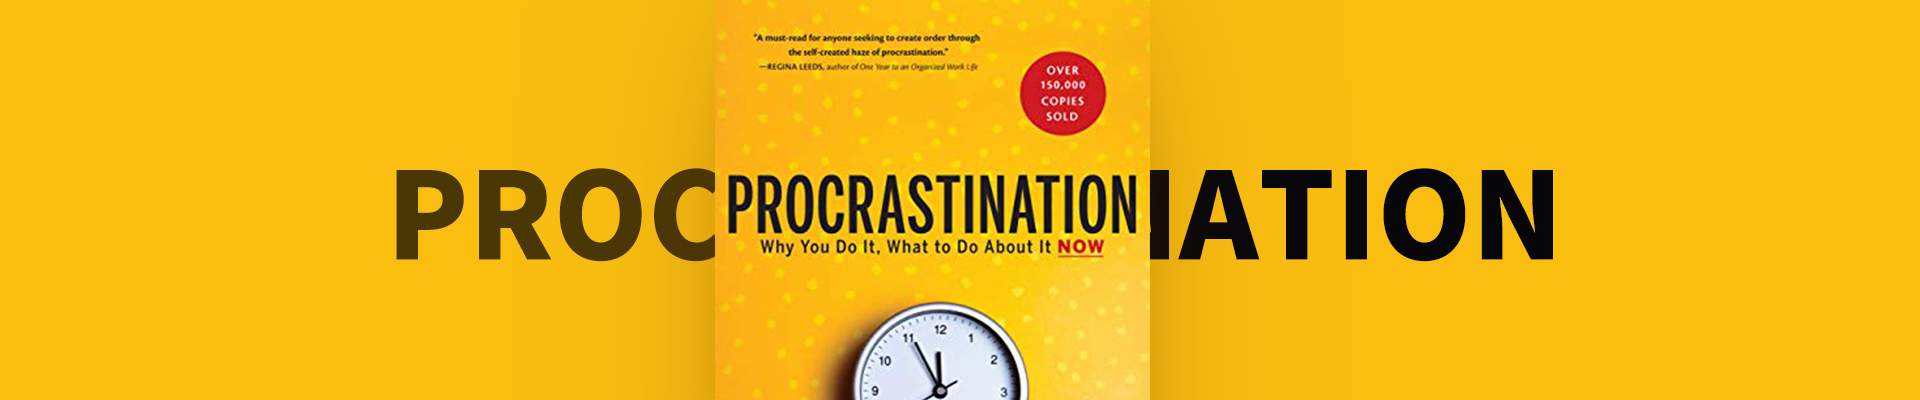 "A must-read for anyone seeking to create order through
the self-created haze of procrastination."
—REGINA LEEDS, author of One Year to an Organized Work Life
OVER
150,000
COPIES
SOLD
PROC
PROCRASTINATION
NATION
Why You Do It, What to Do About It NOW
11 12 1
10 2
9 3